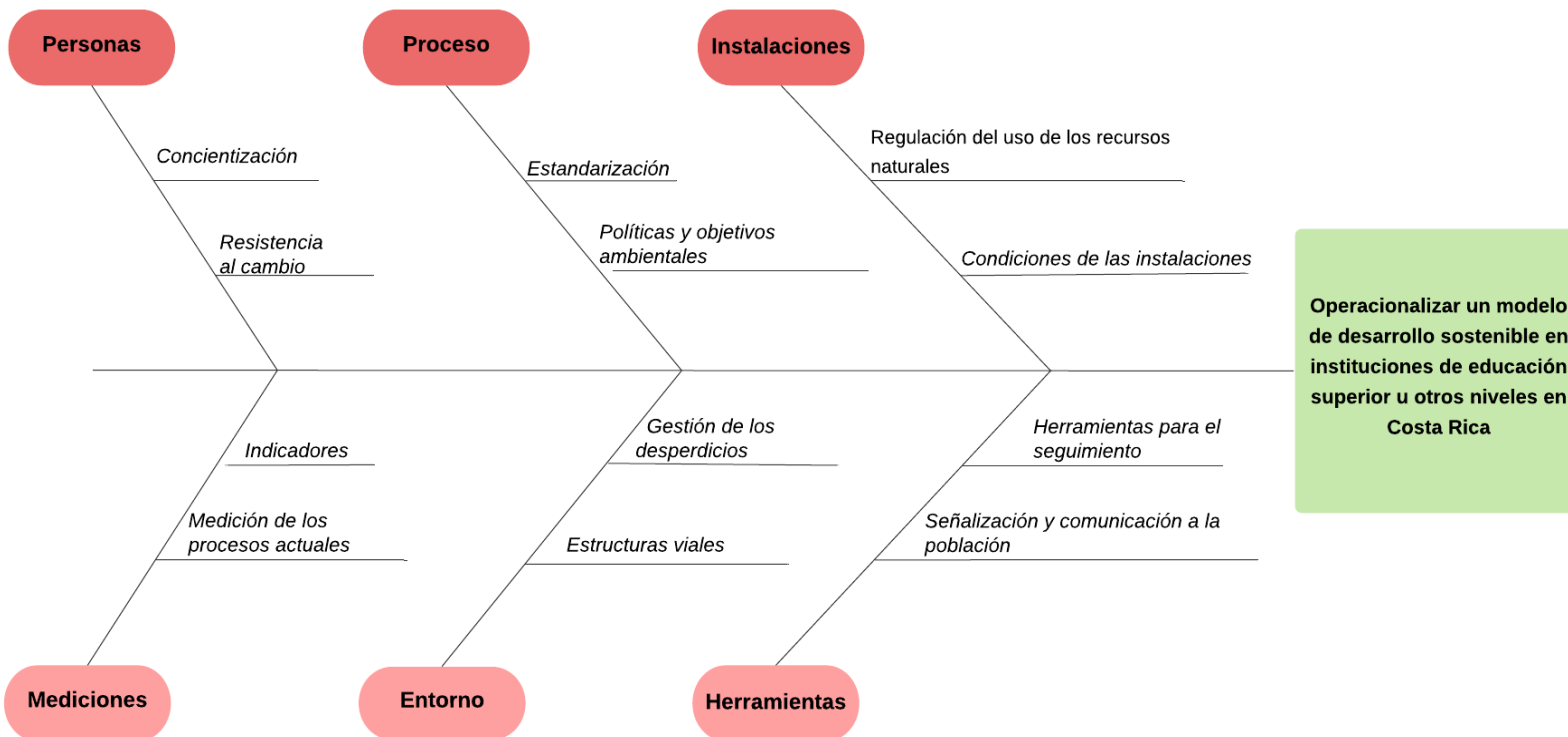 Personas
Proceso
Instalaciones
Concientización
Estandarización
Regulación del uso de los recursos
naturales
Resistencia
al cambio
Políticas y objetivos
ambientales
Condiciones de las instalaciones
Operacionalizar un modelo
de desarrollo sostenible en
instituciones de educación
superior u otros niveles en
Costa Rica
Indicadores
Gestión de los
desperdicios
Herramientas para el
seguimiento
Medición de los
procesos actuales
Estructuras viales
Señalización y comunicación a la
población
Mediciones
Entorno
Herramientas